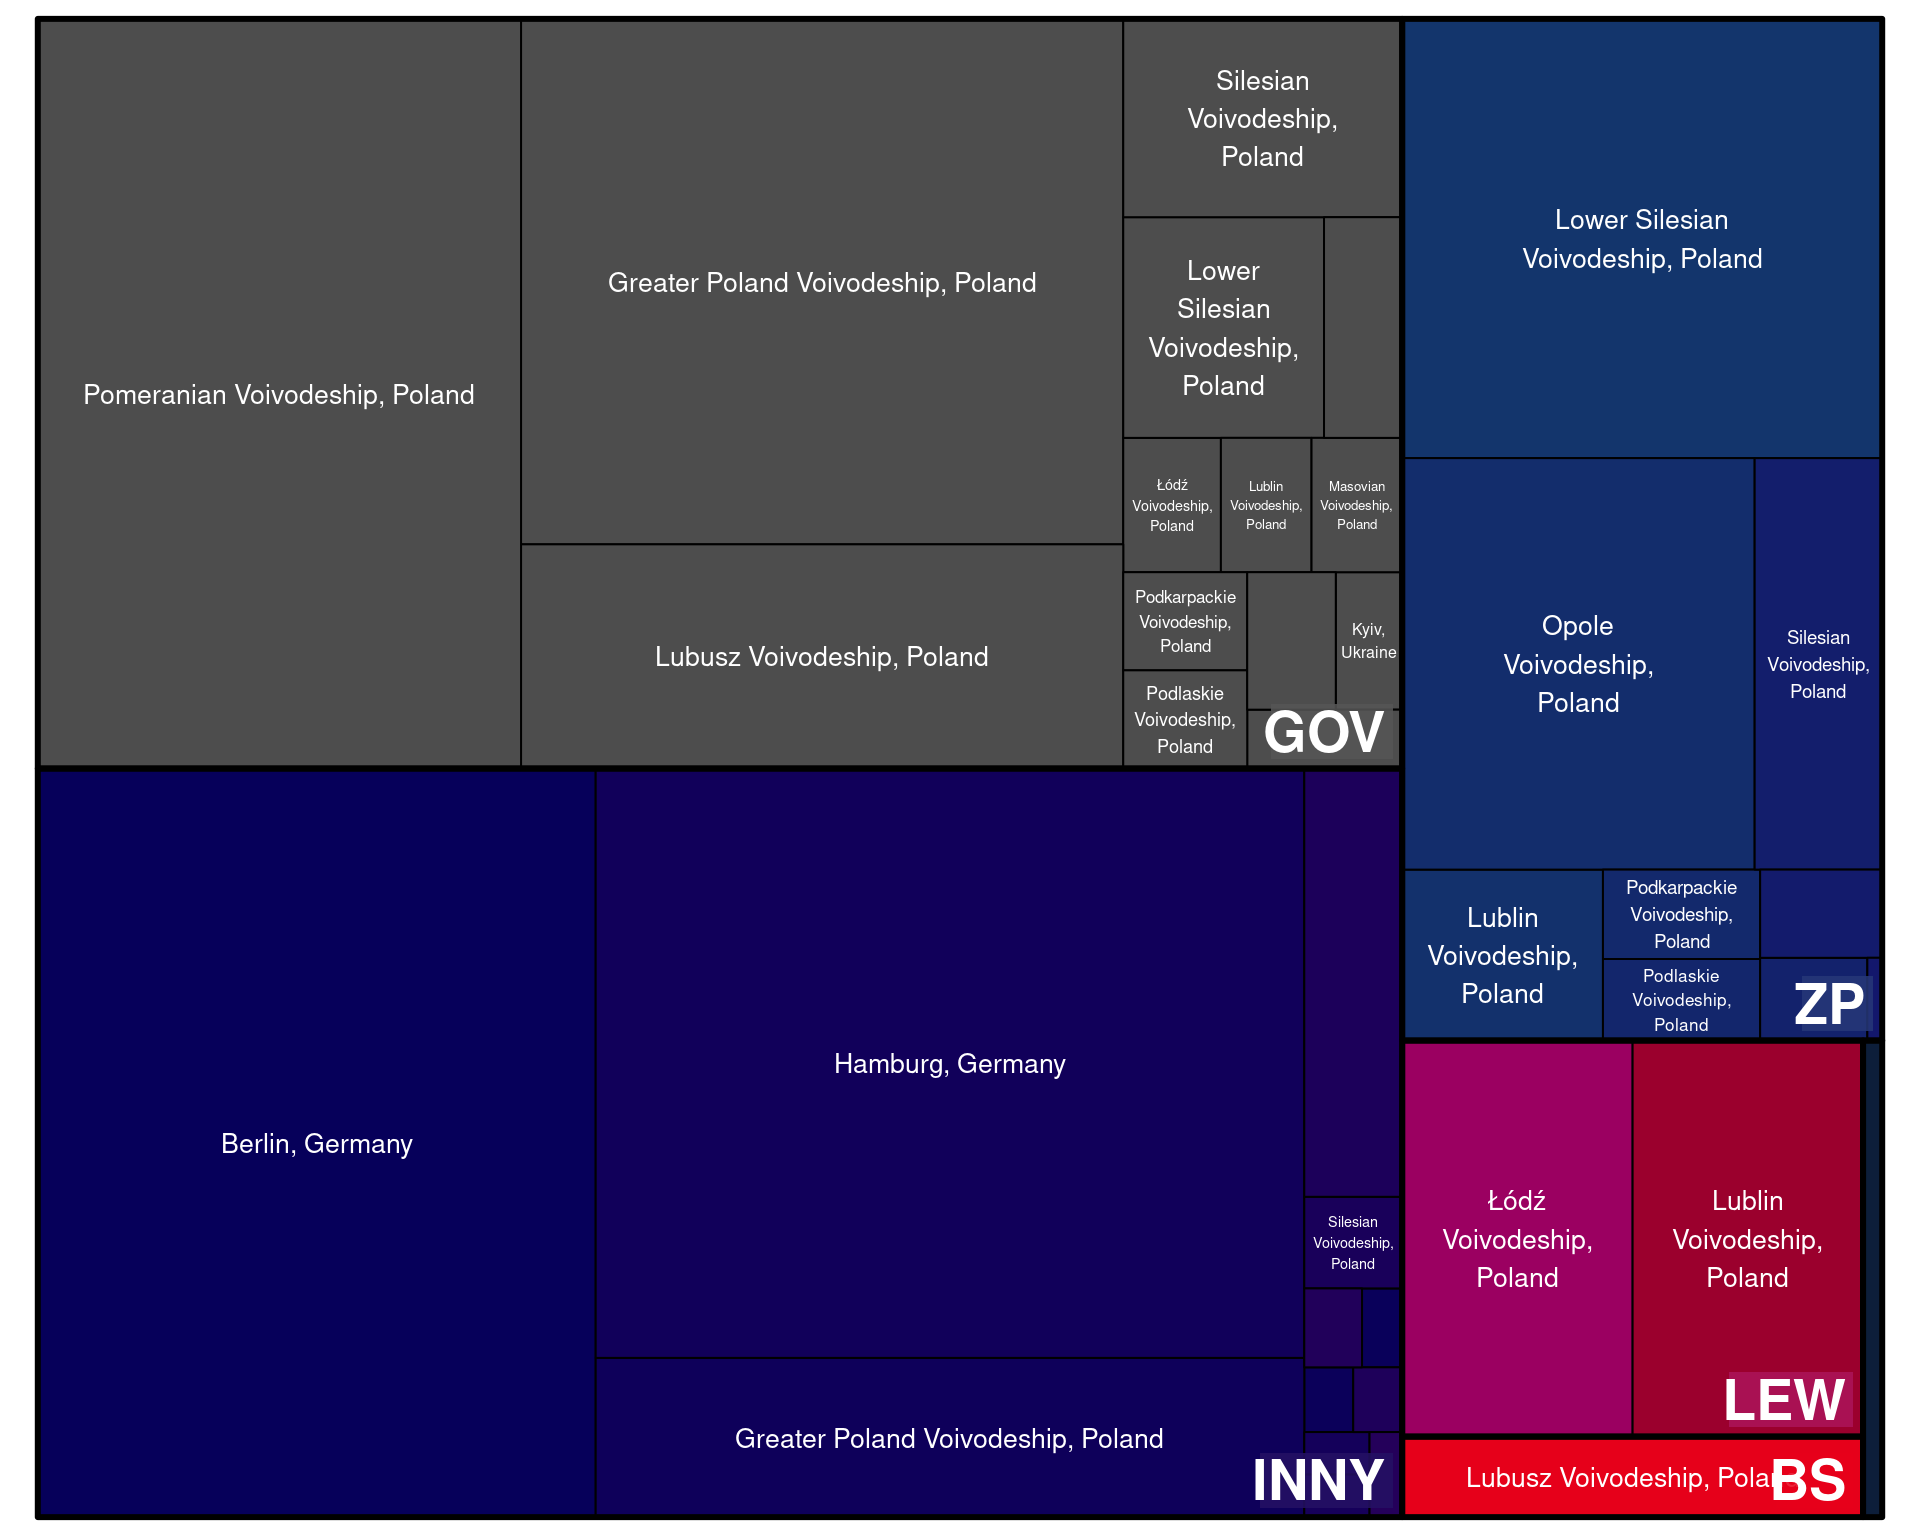 Pomeranian Voivodeship, Poland
Greater Poland Voivodeship, Poland
Lubusz Voivodeship, Poland
Silesian
Voivodeship,
Poland
Lower
Silesian
Voivodeship,
Poland
Łódź
Voivodeship,
Poland
Lublin
Voivodeship,
Poland
Masovian
Voivodeship,
Poland
Podkarpackie
Voivodeship,
Poland
Podlaskie
Voivodeship,
Poland
Kyiv,
Ukraine
GOV
Berlin, Germany
Hamburg, Germany
Greater Poland Voivodeship, Poland
Silesian
Voivodeship,
Poland
INNY
Lower Silesian
Voivodeship, Poland
Opole
Voivodeship,
Poland
Silesian
Voivodeship,
Poland
Lublin
Voivodeship,
Poland
Podkarpackie
Voivodeship,
Poland
Podlaskie
Voivodeship,
Poland
ZP
Łódź
Voivodeship,
Poland
Lublin
Voivodeship,
Poland
LEW
Lubusz Voivodeship,
BS